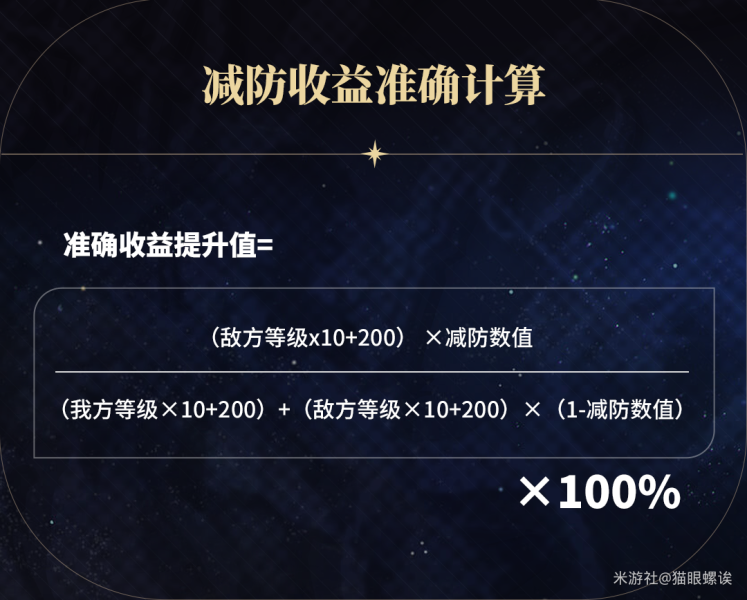 减防收益准确计算
准确收益提升值=
（敌方等级x10+200） ×减防数值
（我方等级×10+200）+（敌方等级×10+200）×（1-减防数值）
×100%
米游社@猫眼螺诶